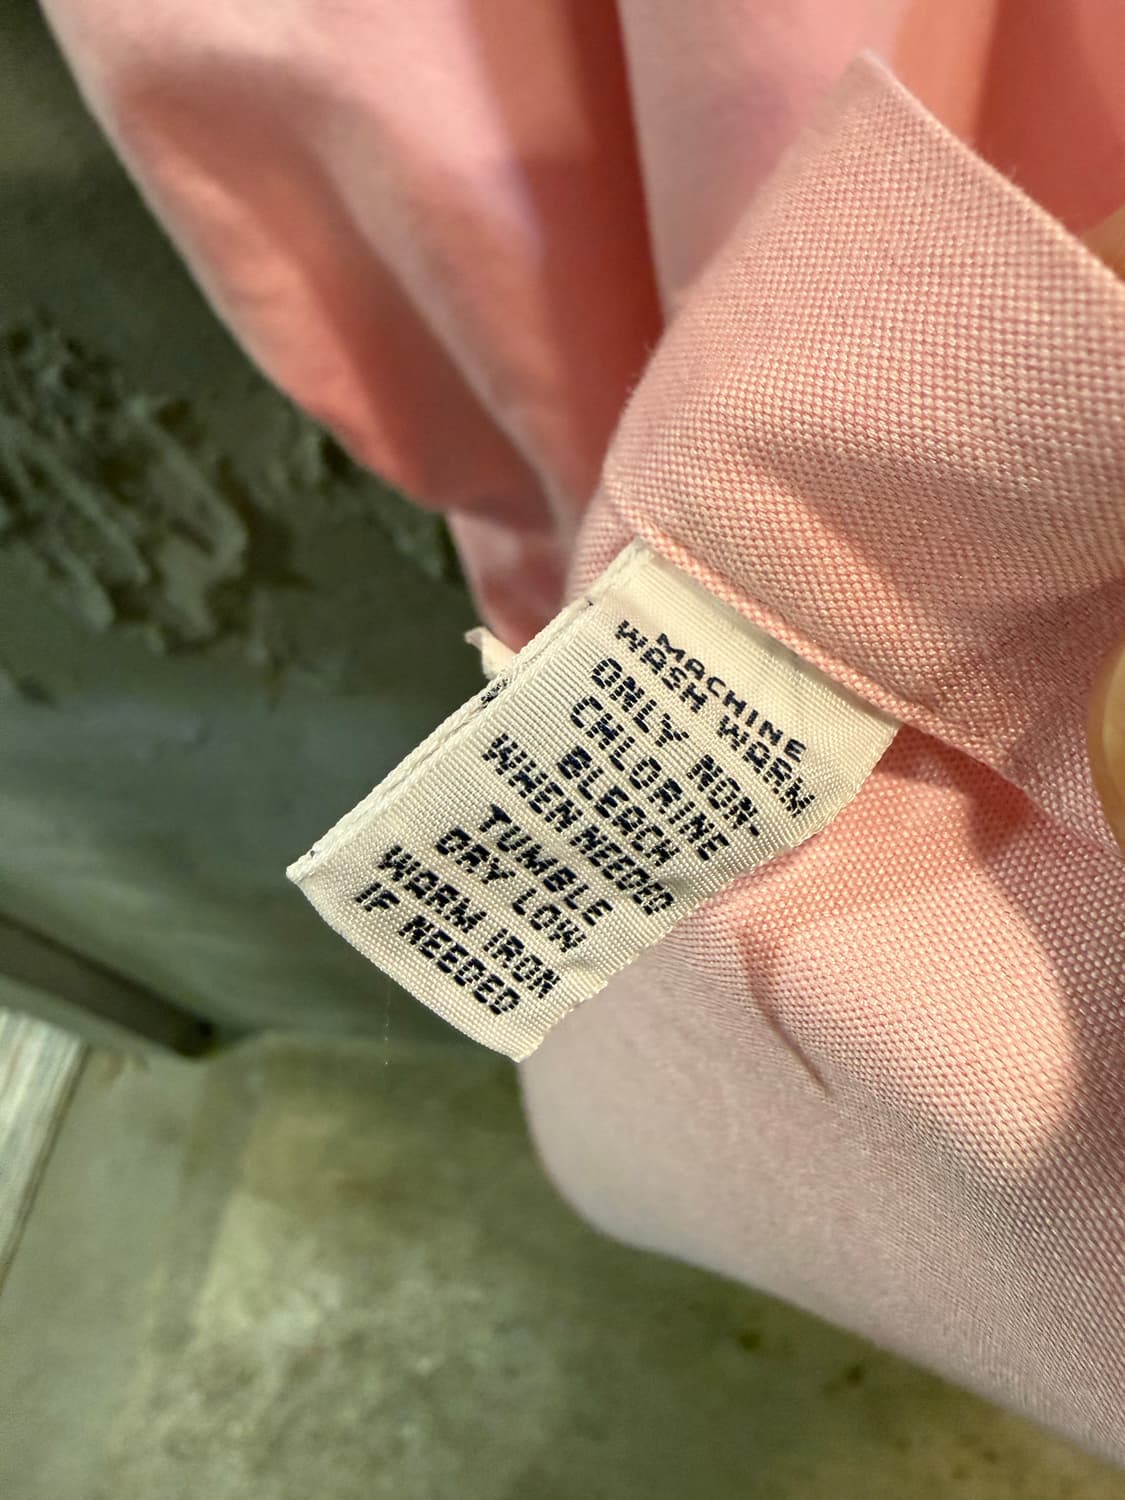 MACHINE
WASH WARM
ONLY NON-
CHLORINE
BLEACH
WHEN NEEDED
TUMBLE
DRY LOW
WARM IRON
IF NEEDED